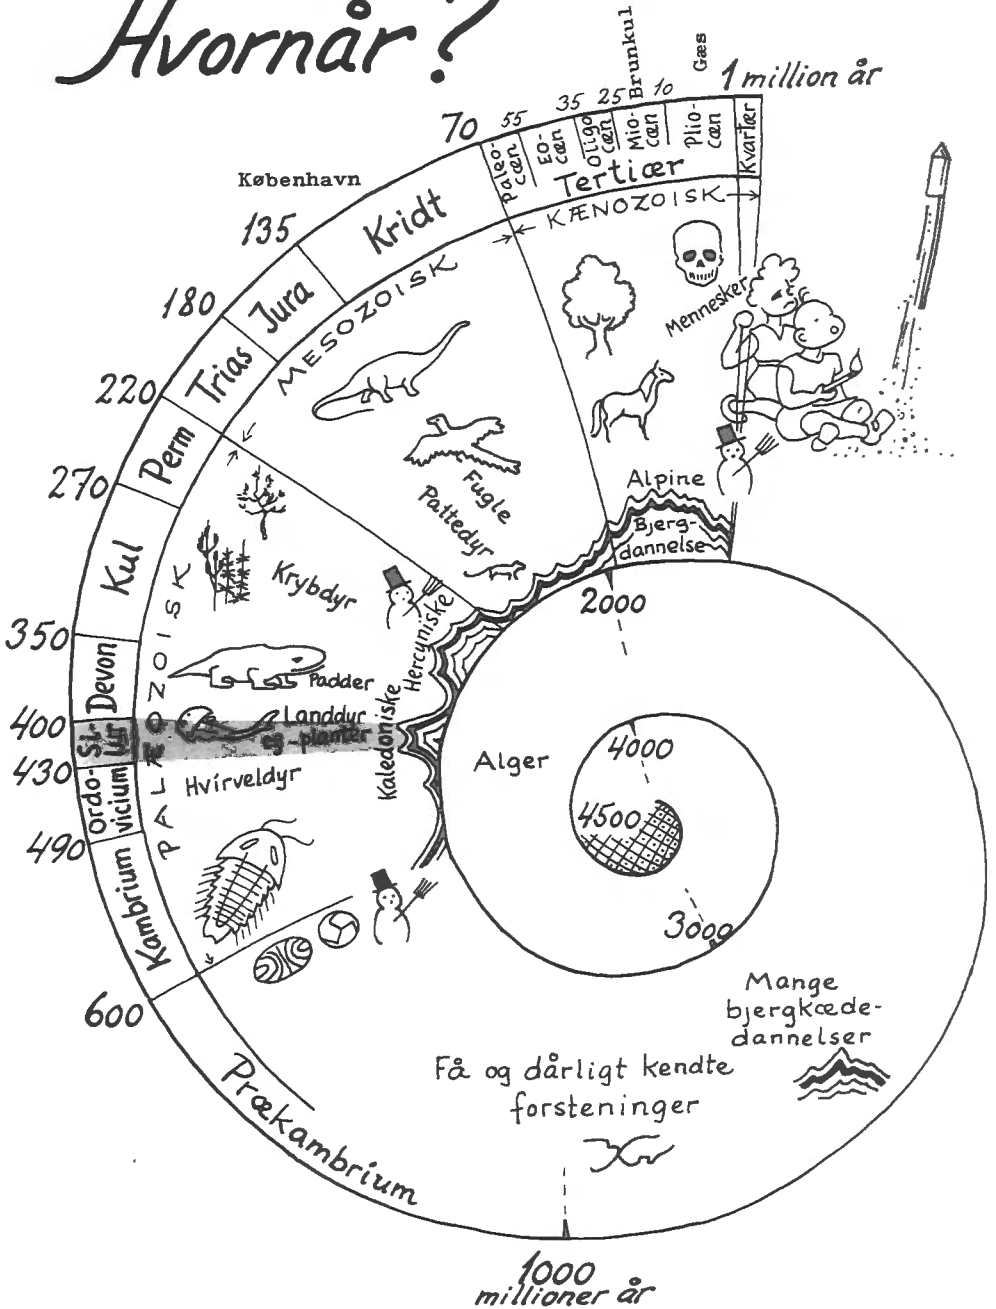 Hvornår?
Brunkul
Gæs
1 million år
70
55
35
25
10
Paleo-
cæn
Eo-
cæn
Oligo
cæn
Mio-
cæn
Plio-
cæn
Kvartær
Tertiær
KÆNOZOISK
København
135
Kridt
180
Jura
MESOZOISK
220
Trias
270
Perm
Kul
350
Devon
400
Si-
lur
430
Ordo-
vicium
490
Kambrium
600
PALÆOZOISK
Prækambrium
Mennesker
Fugle
Pattedyr
Krybdyr
Padder
Landdyr
og -planter
Hvirveldyr
Alpine
Bjerg-
dannelse
Hercyniske
Kaledoniske
2000
Alger
4000
4500
3000
Mange
bjergkæde-
dannelser
Få og dårligt kendte
forsteninger
1000
millioner år